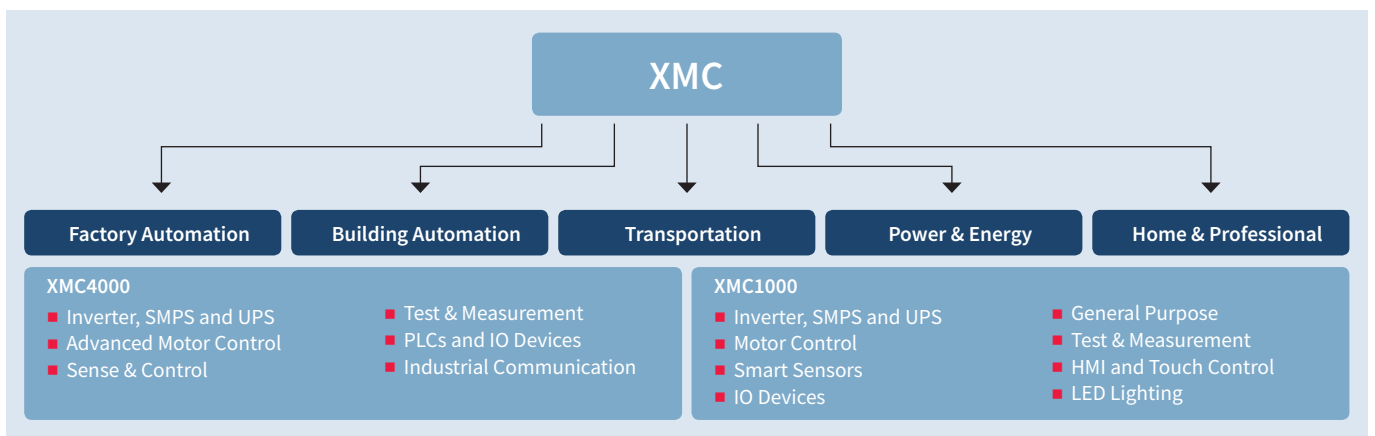 XMC
Factory Automation
Building Automation
Transportation
Power & Energy
Home & Professional
XMC4000
Inverter, SMPS and UPS
Advanced Motor Control
Sense & Control
Test & Measurement
PLCs and IO Devices
Industrial Communication
XMC1000
Inverter, SMPS and UPS
Motor Control
Smart Sensors
IO Devices
General Purpose
Test & Measurement
HMI and Touch Control
LED Lighting